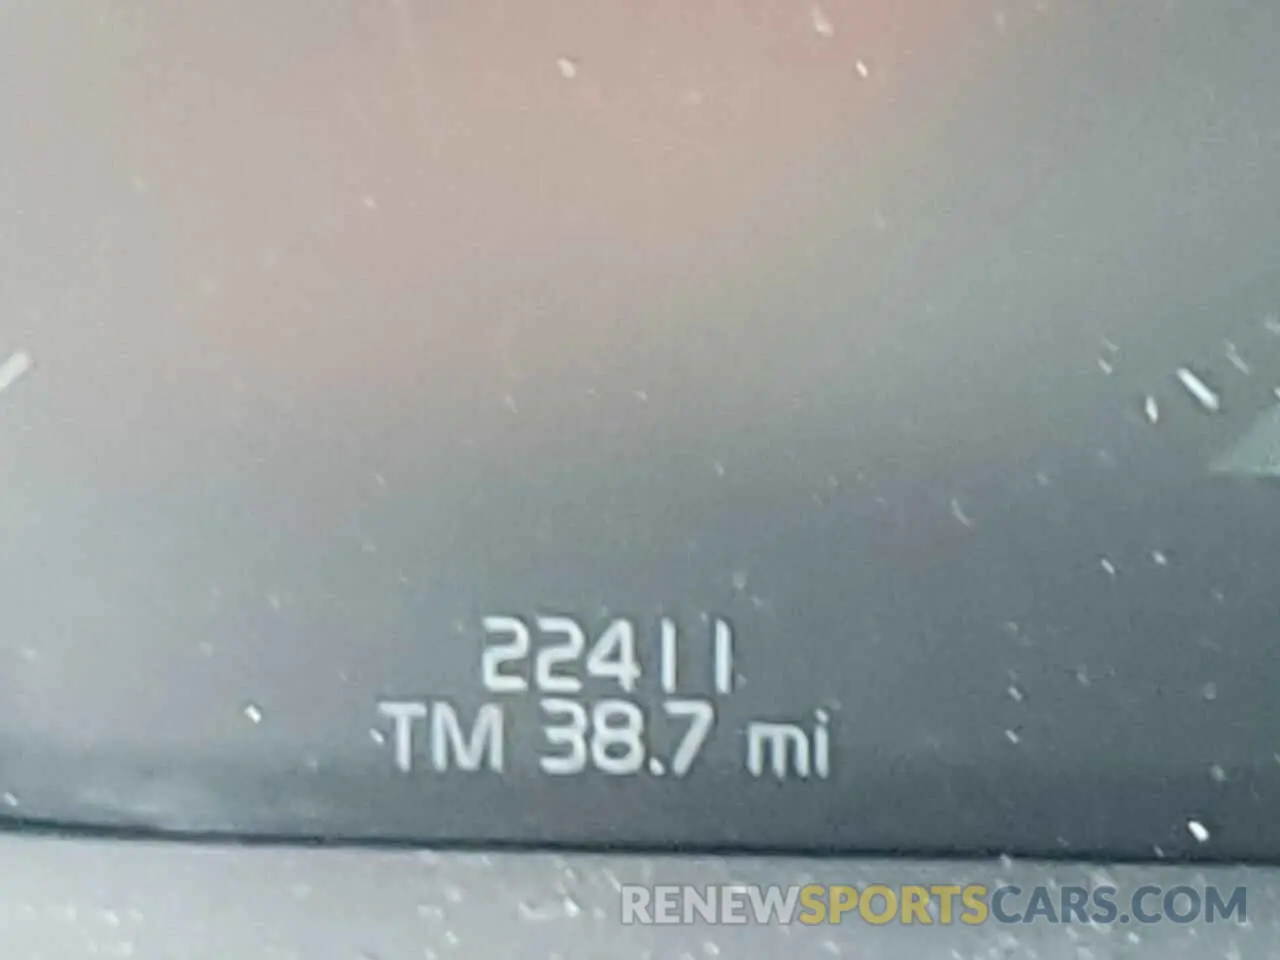 22411
TM 38.7 mi
RENEWSPORTSCARS.COM